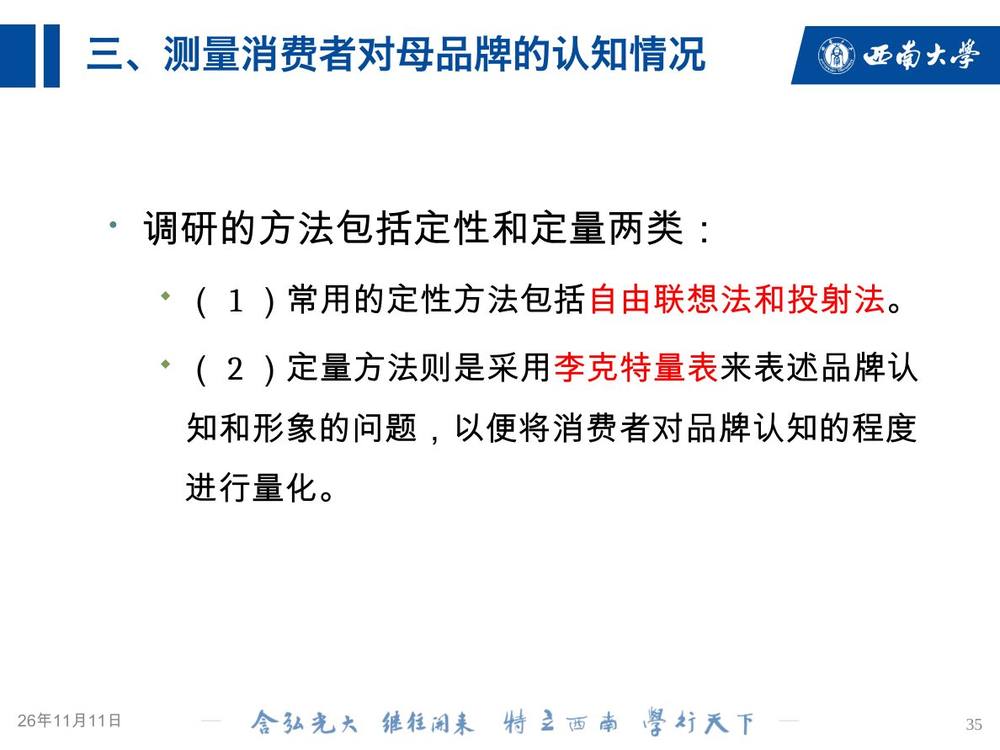 三、测量消费者对母品牌的认知情况
西南大学
调研的方法包括定性和定量两类：
（1）常用的定性方法包括自由联想法和投射法。
（2）定量方法则是采用李克特量表来表述品牌认
知和形象的问题，以便将消费者对品牌认知的程度
进行量化。
26年11月11日
含弘光大 继往开来 特立西南 學行天下
35